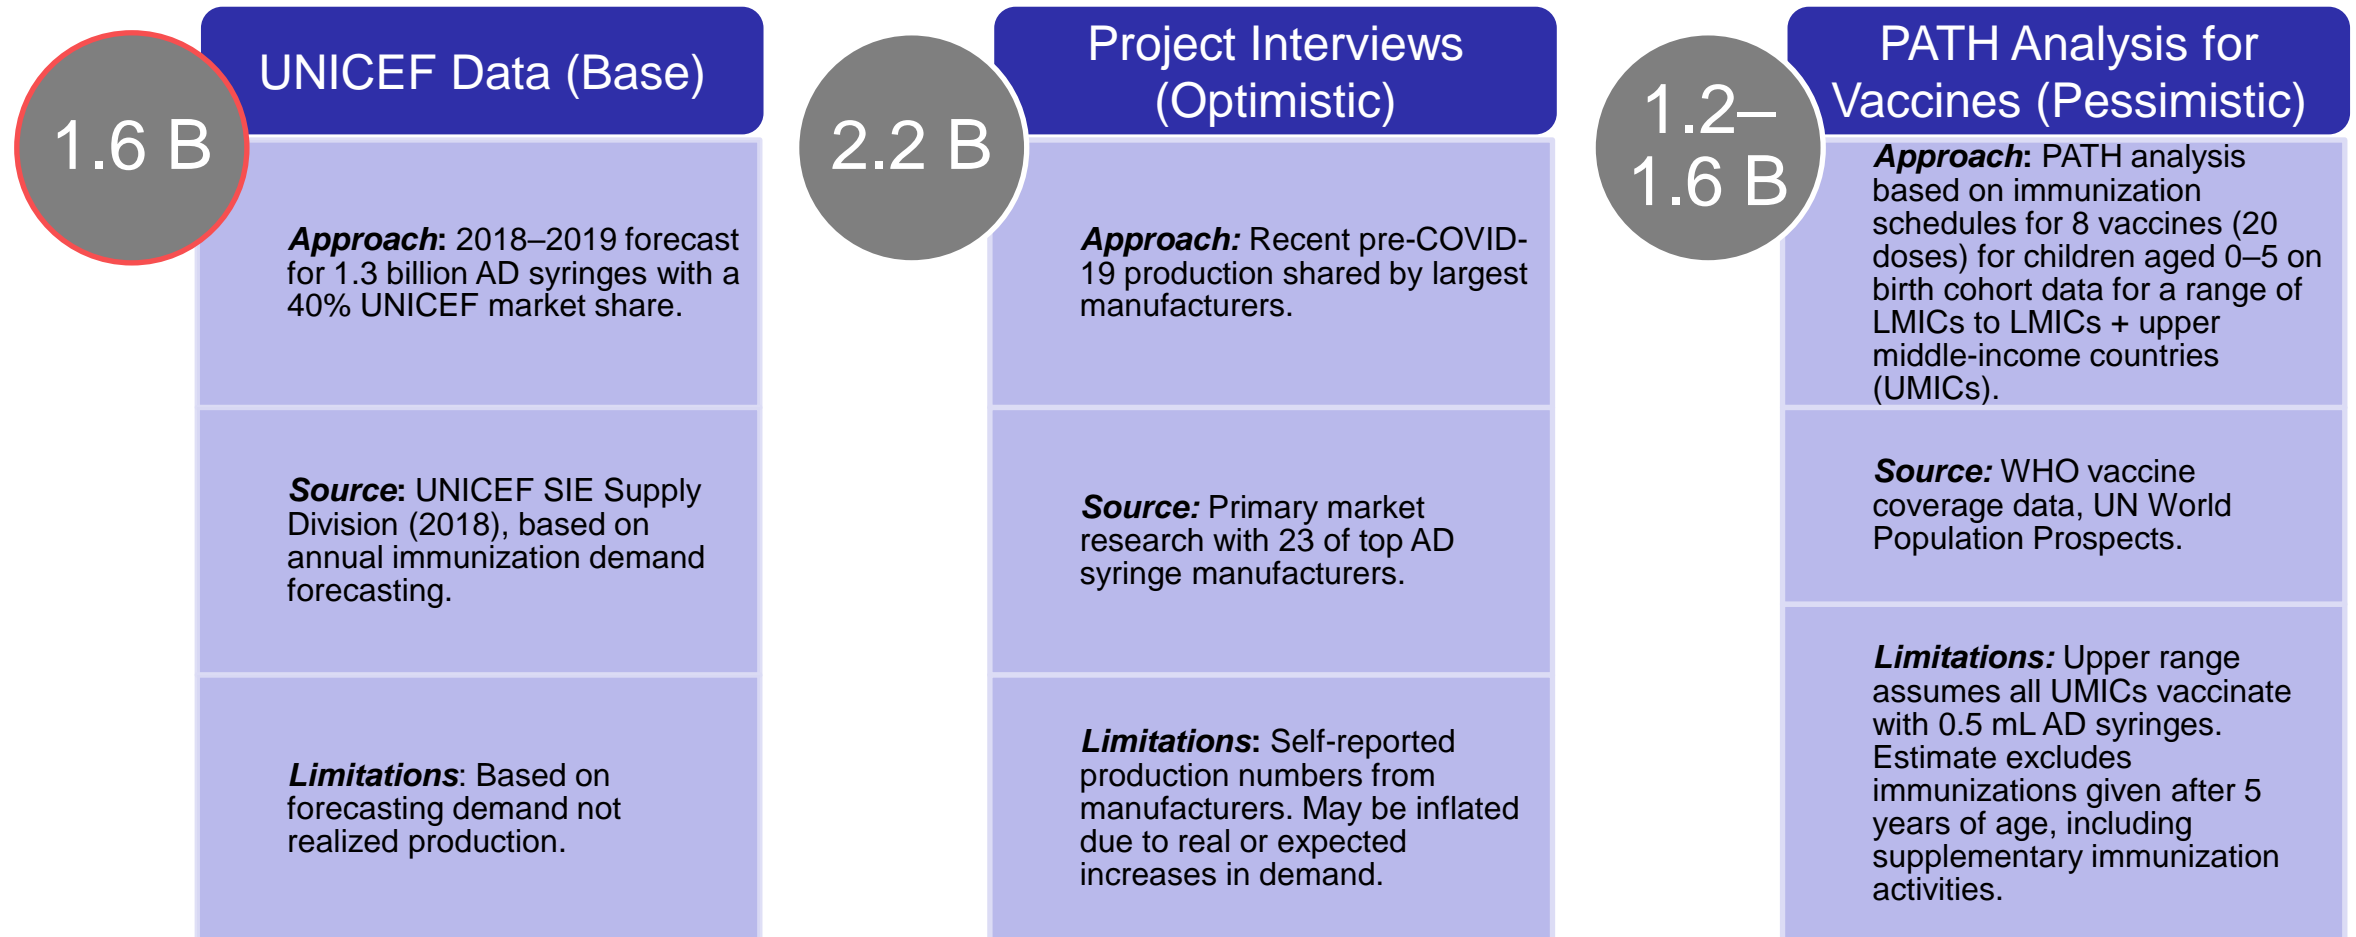 1.6 B
UNICEF Data (Base)
Approach: 2018–2019 forecast
for 1.3 billion AD syringes with a
40% UNICEF market share.
Source: UNICEF SIE Supply
Division (2018), based on
annual immunization demand
forecasting.
Limitations: Based on
forecasting demand not
realized production.
2.2 B
Project Interviews
(Optimistic)
Approach: Recent pre-COVID-
19 production shared by largest
manufacturers.
Source: Primary market
research with 23 of top AD
syringe manufacturers.
Limitations: Self-reported
production numbers from
manufacturers. May be inflated
due to real or expected
increases in demand.
1.2–
1.6 B
PATH Analysis for
Vaccines (Pessimistic)
Approach: PATH analysis
based on immunization
schedules for 8 vaccines (20
doses) for children aged 0–5 on
birth cohort data for a range of
LMICs to LMICs + upper
middle-income countries
(UMICs).
Source: WHO vaccine
coverage data, UN World
Population Prospects.
Limitations: Upper range
assumes all UMICs vaccinate
with 0.5 mL AD syringes.
Estimate excludes
immunizations given after 5
years of age, including
supplementary immunization
activities.